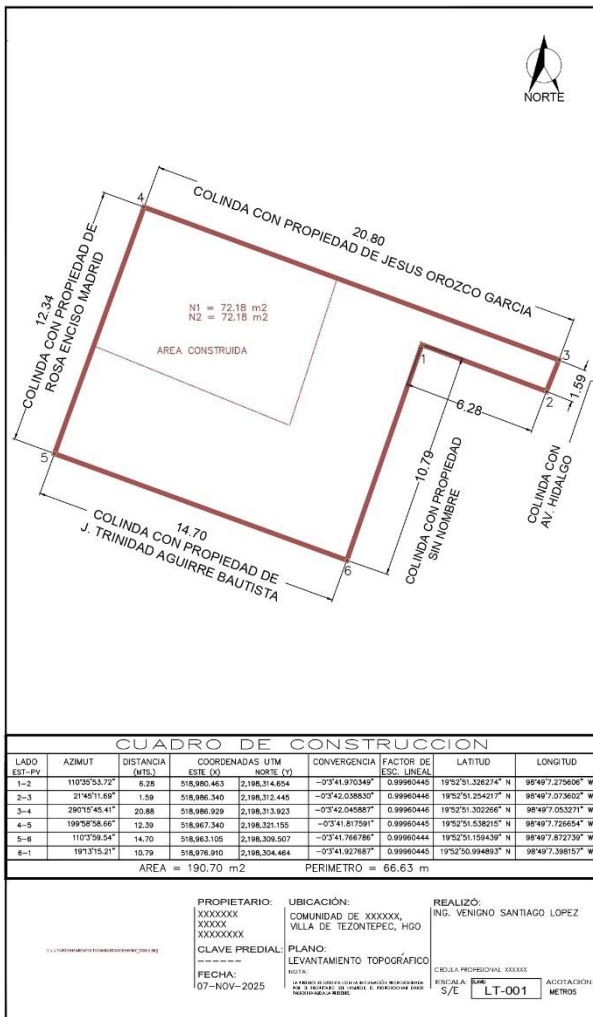 NORTE
4
COLINDA CON PROPIEDAD DE JESUS OROZCO GARCIA
20.80
12.34
COLINDA CON PROPIEDAD DE
ROSA ENCISO MADRID
N1 = 72.18 m2
N2 = 72.18 m2
AREA CONSTRUIDA
3
1
2
1.59
6.28
10.79
COLINDA CON PROPIEDAD
SIN NOMBRE
COLINDA CON
AV. HIDALGO
5
14.70
COLINDA CON PROPIEDAD DE
J. TRINIDAD AGUIRRE BAUTISTA
6
CUADRO DE CONSTRUCCION
LADO EST-PV AZIMUT DISTANCIA (MTS.) COORDENADAS UTM ESTE (X) NORTE (Y) CONVERGENCIA FACTOR DE ESC. LINEAL LATITUD LONGITUD
1-2 110°35'53.72" 6.28 518,980.463 2,198,314.654 -0°3'41.970349" 0.99960445 19°52'51.326274" N 98°49'7.275606" W
2-3 21°45'11.69" 1.59 518,986.340 2,198,312.445 -0°3'42.038830" 0.99960446 19°52'51.254217" N 98°49'7.073602" W
3-4 290°15'45.41" 20.88 518,986.929 2,198,313.923 -0°3'42.045887" 0.99960446 19°52'51.302266" N 98°49'7.053271" W
4-5 199°58'58.66" 12.39 518,967.340 2,198,321.155 -0°3'41.817591" 0.99960445 19°52'51.538215" N 98°49'7.726654" W
5-6 110°3'59.54" 14.70 518,963.105 2,198,309.507 -0°3'41.766786" 0.99960444 19°52'51.159439" N 98°49'7.872739" W
6-1 19°13'15.21" 10.79 518,976.910 2,198,304.464 -0°3'41.927687" 0.99960445 19°52'50.994893" N 98°49'7.398157" W
AREA = 190.70 m2 PERIMETRO = 66.63 m
PROPIETARIO:
XXXXXXX
XXXXX
XXXXXXXX
CLAVE PREDIAL:
------
FECHA:
07-NOV-2025
UBICACIÓN:
COMUNIDAD DE XXXXXX,
VILLA DE TEZONTEPEC, HGO
PLANO:
LEVANTAMIENTO TOPOGRÁFICO
NOTA:
REALIZÓ:
ING. VENIGNO SANTIAGO LOPEZ
CEDULA PROFESIONAL XXXXXX
ESCALA:
S/E
LT-001
ACOTACIÓN:
METROS